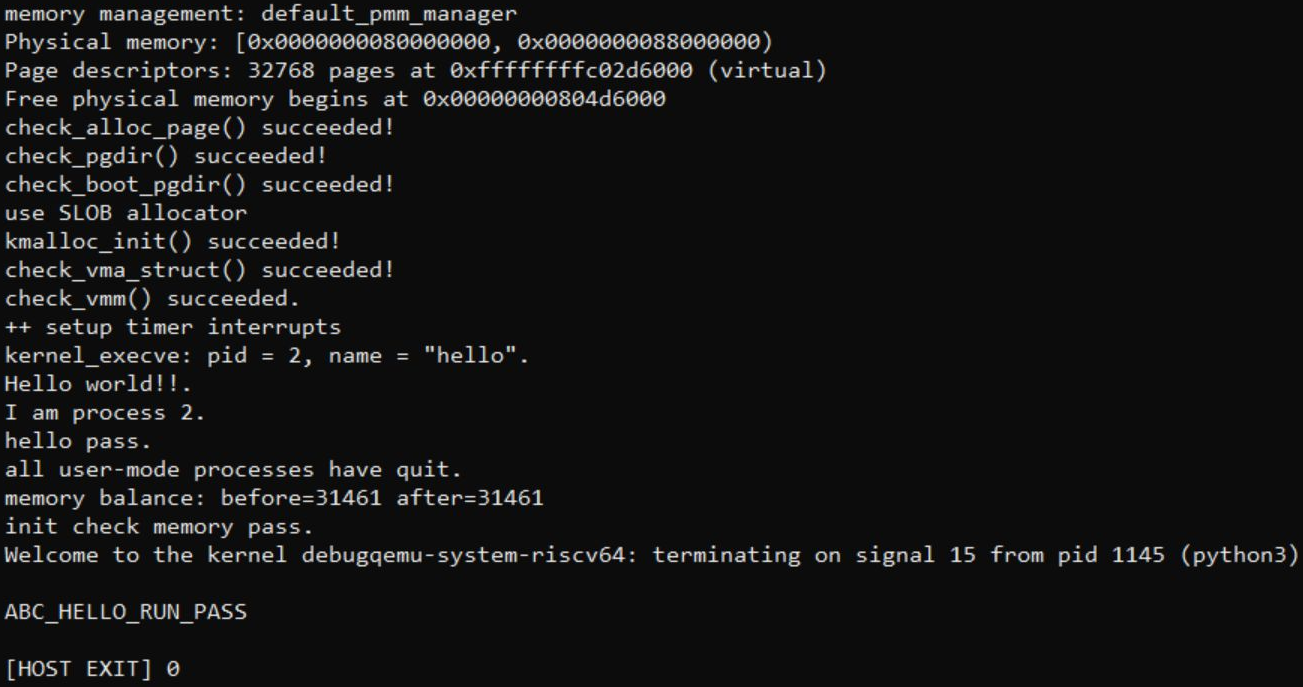 memory management: default_pmm_manager
Physical memory: [0x0000000080000000, 0x0000000088000000)
Page descriptors: 32768 pages at 0xffffffffc02d6000 (virtual)
Free physical memory begins at 0x00000000804d6000
check_alloc_page() succeeded!
check_pgdir() succeeded!
check_boot_pgdir() succeeded!
use SLOB allocator
kmalloc_init() succeeded!
check_vma_struct() succeeded!
check_vmm() succeeded.
++ setup timer interrupts
kernel_execve: pid = 2, name = "hello".
Hello world!!.
I am process 2.
hello pass.
all user-mode processes have quit.
memory balance: before=31461 after=31461
init check memory pass.
Welcome to the kernel debugqemu-system-riscv64: terminating on signal 15 from pid 1145 (python3)
ABC_HELLO_RUN_PASS
[HOST EXIT] 0